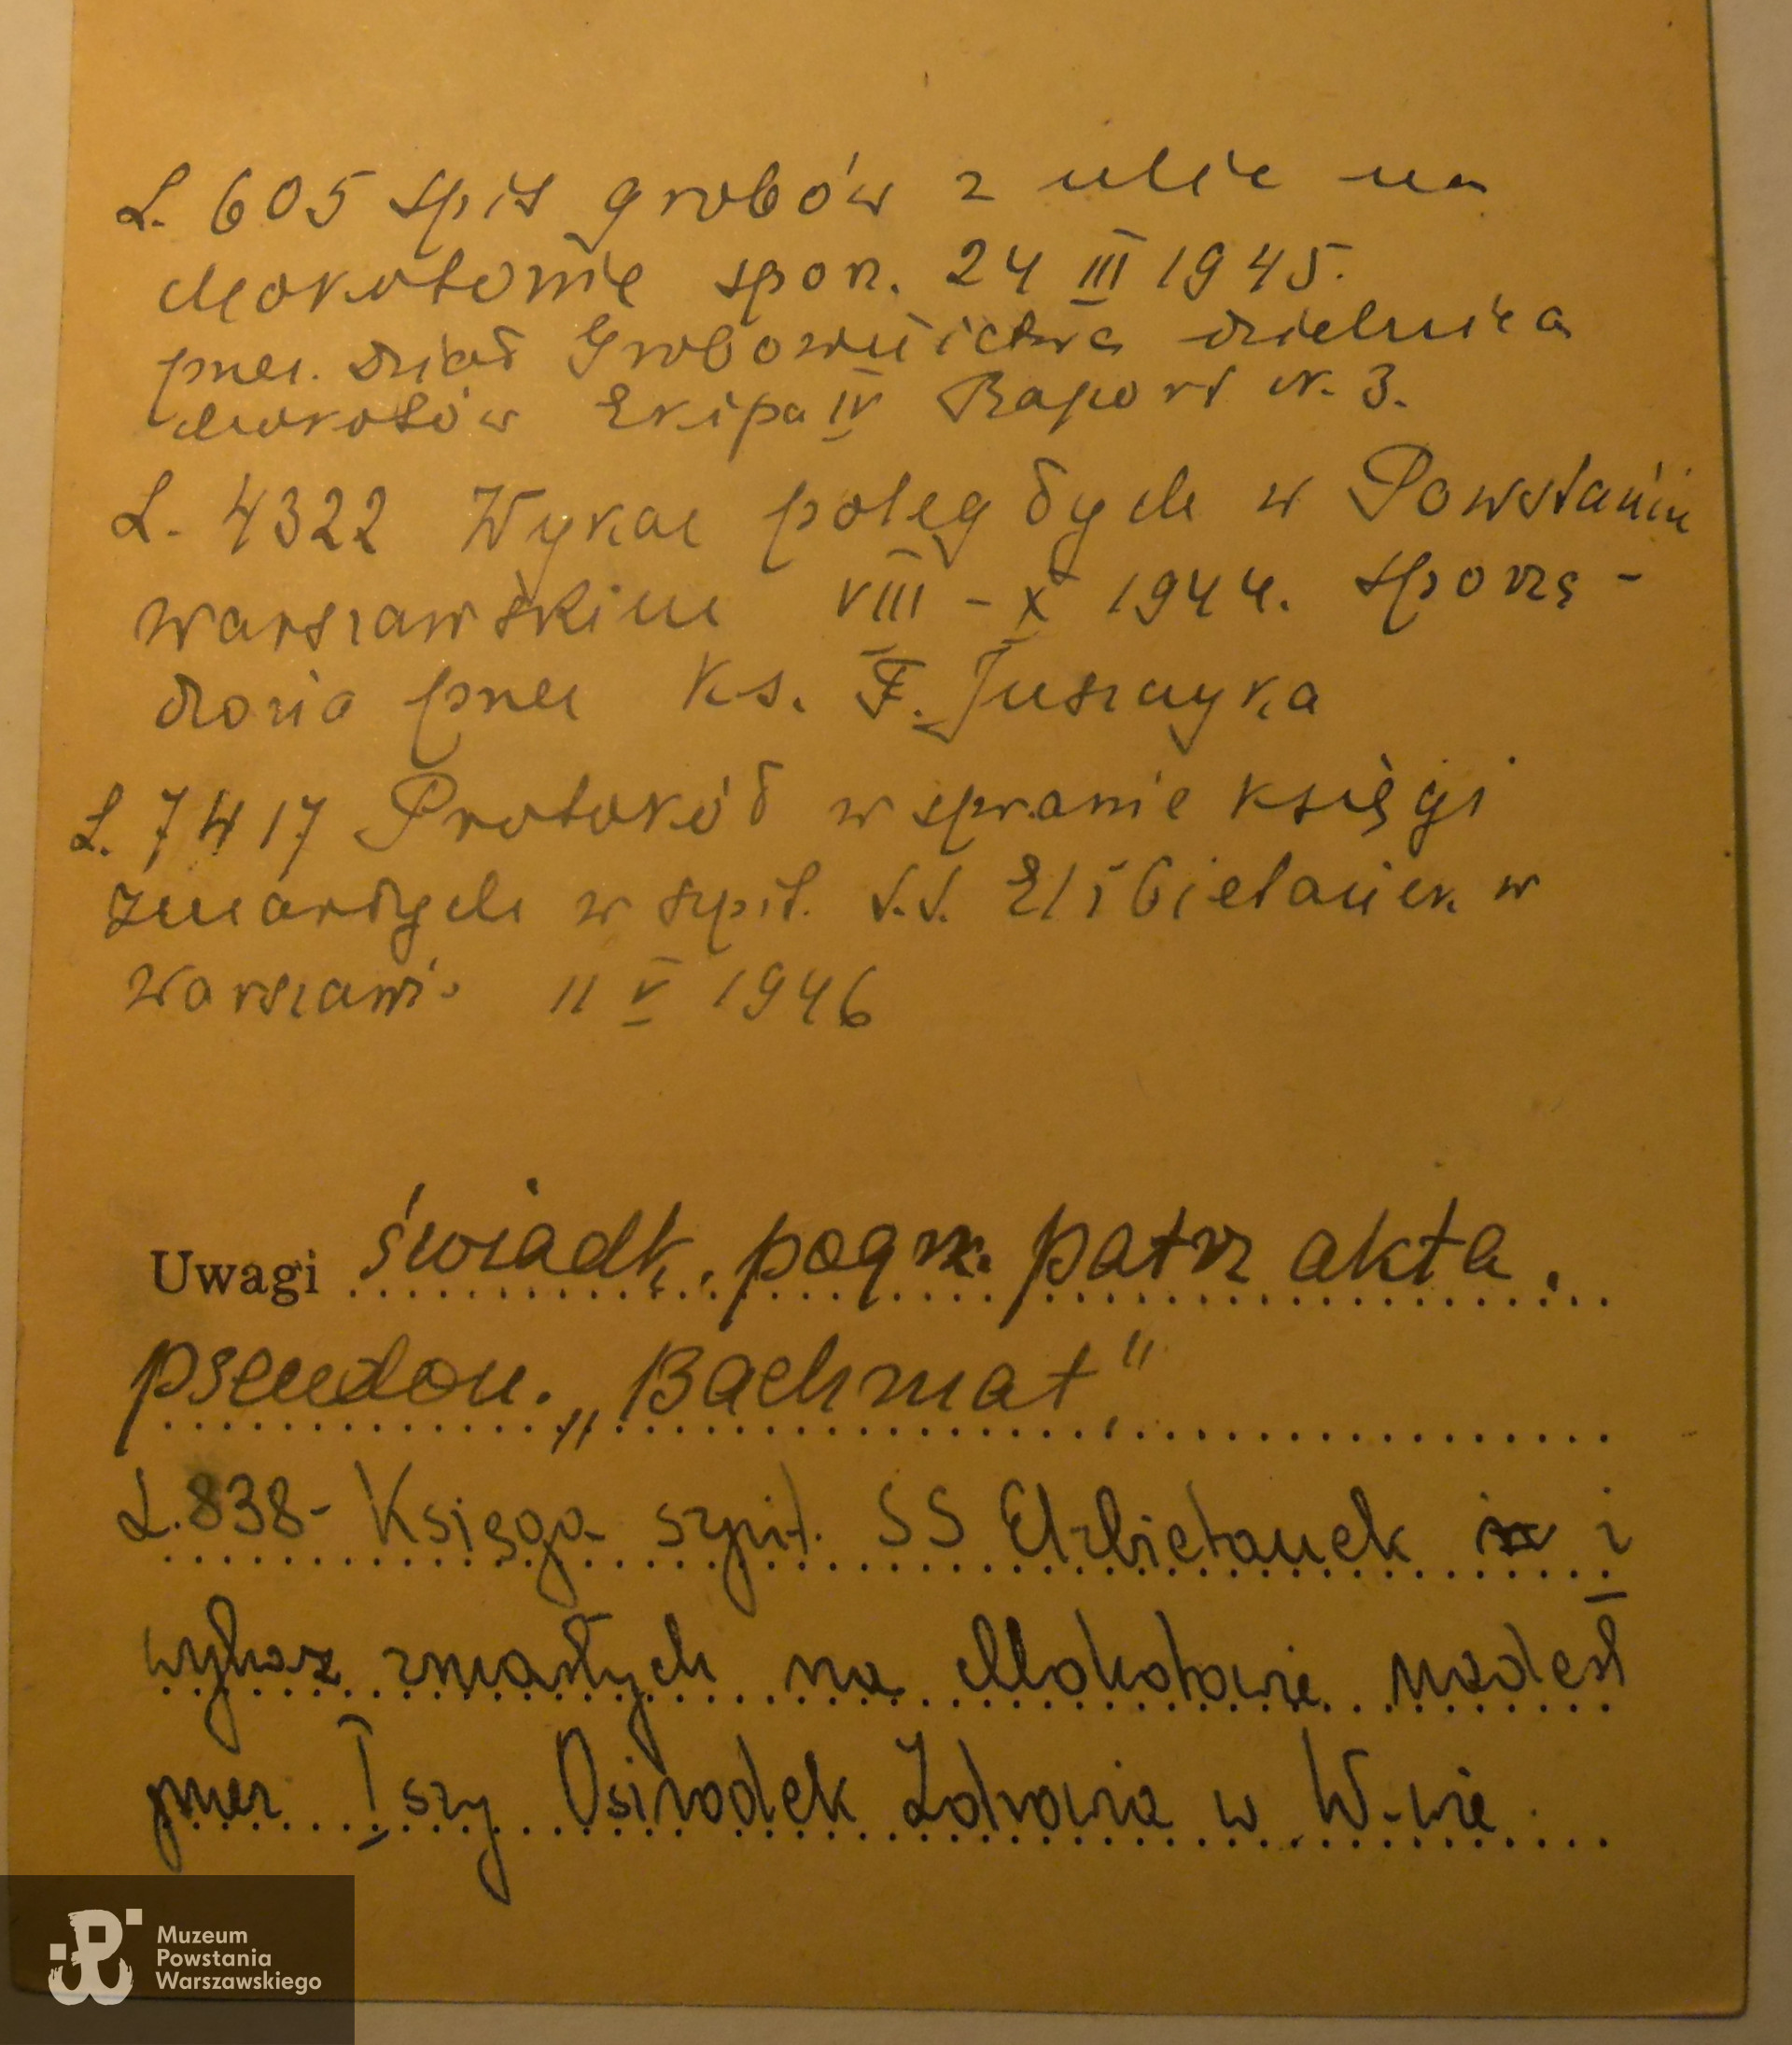 L. 605 spis grobów z ulic na
Mokotowie spor. 24 III 1945.
przez. Dział Grobownictwa dzielnica
Mokotów Ekipa IV Raport N. 3.
L. 4322 Wykaz poległych w Powstaniu
warszawskim VIII - X 1944. sporzą-
dzona przez Ks. F. Juszczyka
L. 7417 Protokół w sprawie księgi
zmarłych w szpit. S.S. Elżbietanek w
Warszawi. 11 V 1946
Uwagi świadk. pogrz. patrz akta.
pseudon. „Bachmat"
L.838- Księga szpit. SS Elżbietanek i
wykaz zmarłych na Mokotowie nadesł
przez I szy Ośrodek Zdrowia w W-wie.
Muzeum
Powstania
Warszawskiego